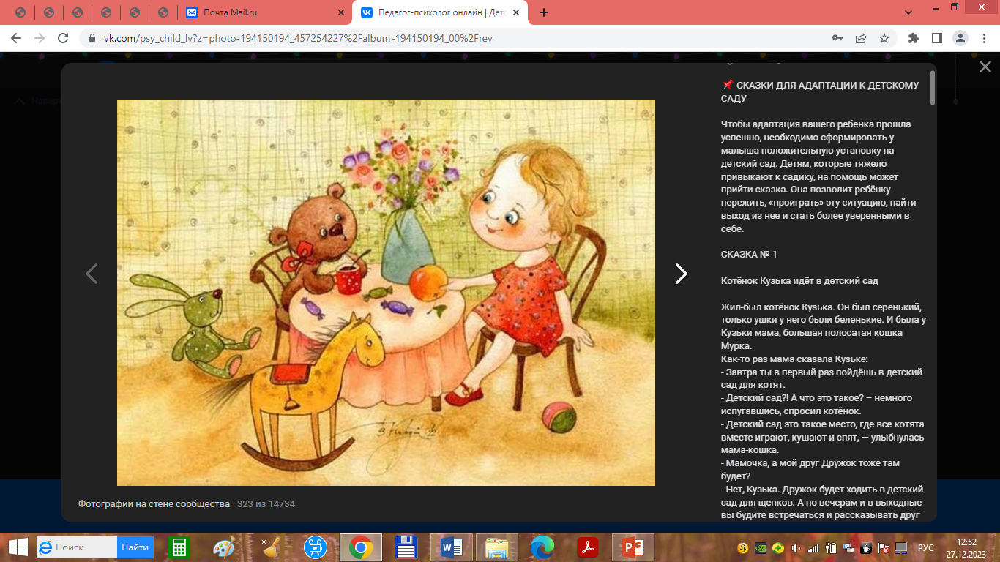 Почта Mail.ru
Педагог-психолог онлайн | Детс
vk.com/psy_child_lv?z=photo-194150194_457254227%2Falbum-194150194_00%2Frev
📌 СКАЗКИ ДЛЯ АДАПТАЦИИ К ДЕТСКОМУ
САДУ
Чтобы адаптация вашего ребенка прошла
успешно, необходимо сформировать у
малыша положительную установку на
детский сад. Детям, которые тяжело
привыкают к садику, на помощь может
прийти сказка. Она позволит ребёнку
пережить, «проиграть» эту ситуацию, найти
выход из нее и стать более уверенными в
себе.
СКАЗКА № 1
Котёнок Кузька идёт в детский сад
Жил-был котёнок Кузька. Он был серенький,
только ушки у него были беленькие. И была у
Кузьки мама, большая полосатая кошка
Мурка.
Как-то раз мама сказала Кузьке:
- Завтра ты в первый раз пойдёшь в детский
сад для котят.
- Детский сад?! А что это такое? – немного
испугавшись, спросил котёнок.
- Детский сад это такое место, где все котята
вместе играют, кушают и спят, — улыбнулась
мама-кошка.
- Мамочка, а мой друг Дружок тоже там
будет?
- Нет, Кузька. Дружок будет ходить в детский
сад для щенков. А по вечерам и в выходные
вы будите встречаться и рассказывать друг
Фотографии на стене сообщества 323 из 14734
Поиск
Найти
РУС
12:52
27.12.2023